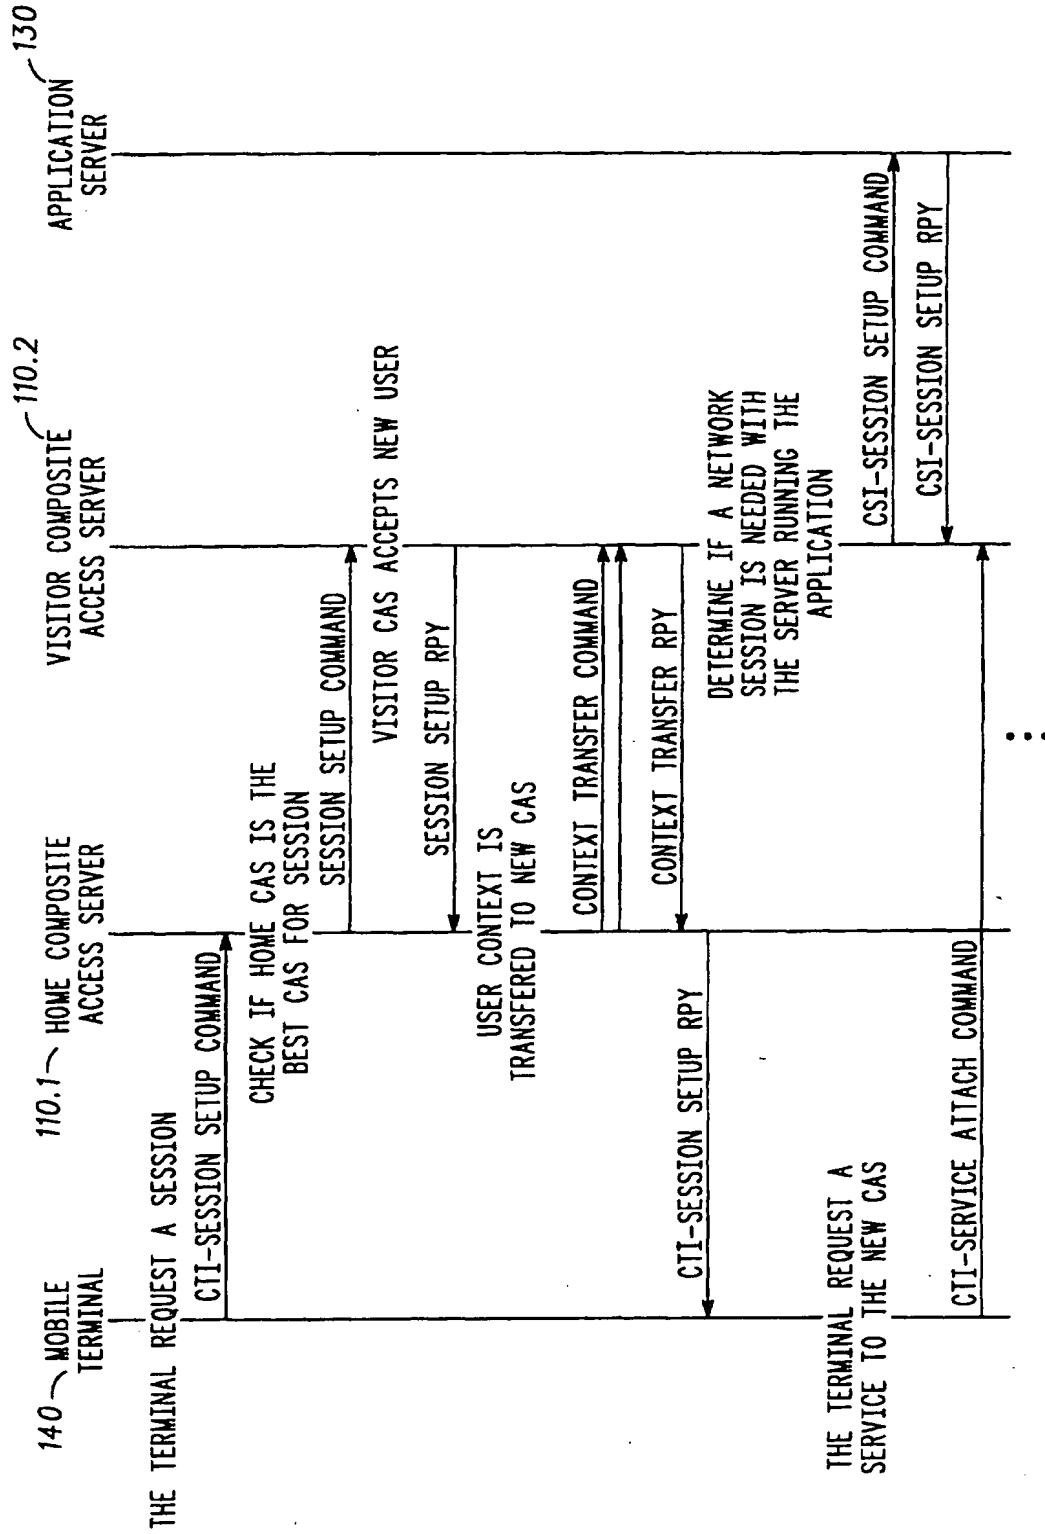 140 MOBILE
TERMINAL
110.1 HOME COMPOSITE
ACCESS SERVER
VISITOR COMPOSITE 110.2
ACCESS SERVER
APPLICATION 130
SERVER
THE TERMINAL REQUEST A SESSION
CTI-SESSION SETUP COMMAND
CHECK IF HOME CAS IS THE
BEST CAS FOR SESSION
SESSION SETUP COMMAND
VISITOR CAS ACCEPTS NEW USER
SESSION SETUP RPY
USER CONTEXT IS
TRANSFERED TO NEW CAS
CONTEXT TRANSFER COMMAND
CONTEXT TRANSFER RPY
CTI-SESSION SETUP RPY
DETERMINE IF A NETWORK
SESSION IS NEEDED WITH
THE SERVER RUNNING THE
APPLICATION
THE TERMINAL REQUEST A
SERVICE TO THE NEW CAS
CSI-SESSION SETUP COMMAND
CSI-SESSION SETUP RPY
CTI-SERVICE ATTACH COMMAND
...